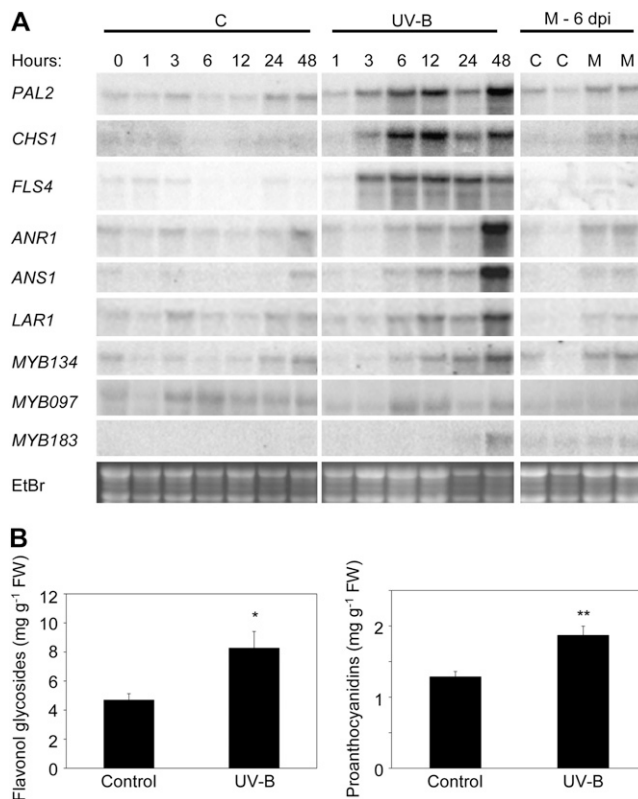 A
C UV-B M - 6 dpi
Hours: 0 1 3 6 12 24 48 1 3 6 12 24 48 C C M M
PAL2
CHS1
FLS4
ANR1
ANS1
LAR1
MYB134
MYB097
MYB183
EtBr
B
Flavonol glycosides (mg g⁻¹ FW)
12
10
8
6
4
2
0
*
Control UV-B
Proanthocyanidins (mg g⁻¹ FW)
2
1
0
**
Control UV-B